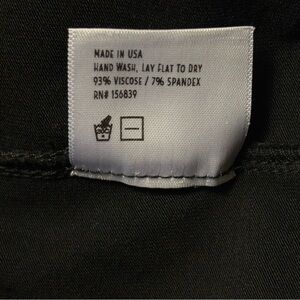 MADE IN USA
HAND WASH, LAY FLAT TO DRY
93% VISCOSE / 7% SPANDEX
RN# 156839